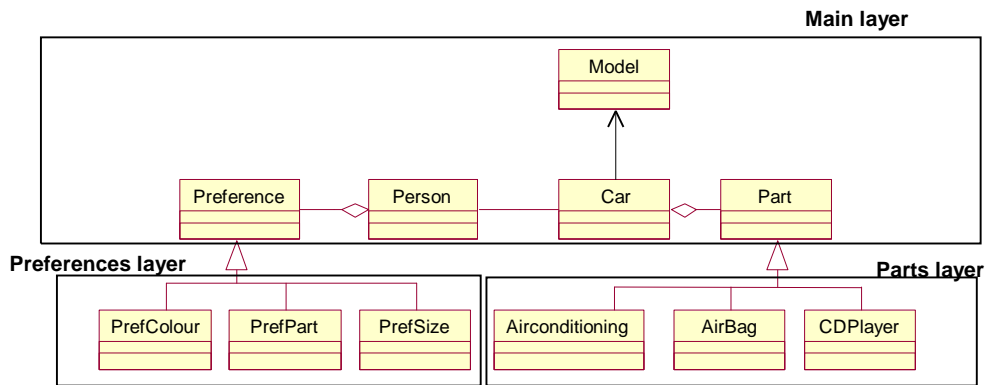 Main layer
Model
Preference
Person
Car
Part
Preferences layer
Parts layer
PrefColour
PrefPart
PrefSize
Airconditioning
AirBag
CDPlayer